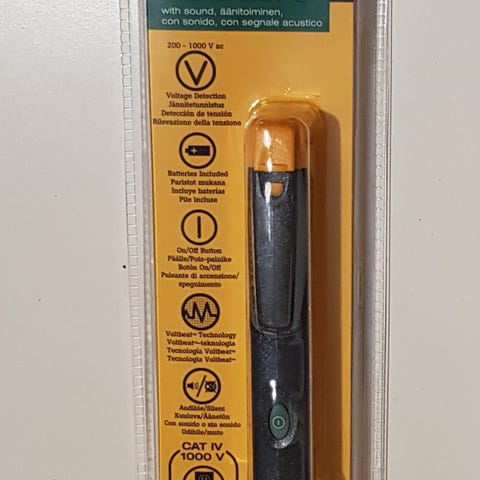 with sound, äänitoiminen,
con sonido, con segnale acustico
200 - 1000 V ac
V
Voltage Detection
Jännitetunnistus
Detección de tensión
Rilevazione della tensione
Batteries Included
Paristot mukana
Incluye baterías
Pile incluse
On/Off Button
Päälle/Pois-painike
Botón On/Off
Pulsante di accensione/
spegnimento
Voltbeat™ Technology
Voltbeat™-teknologia
Tecnología Voltbeat™
Tecnologia Voltbeat™
Audible/Silent
Kuuluva/Äänetön
Con sonido o sin sonido
Udibile/muto
CAT IV
1000 V